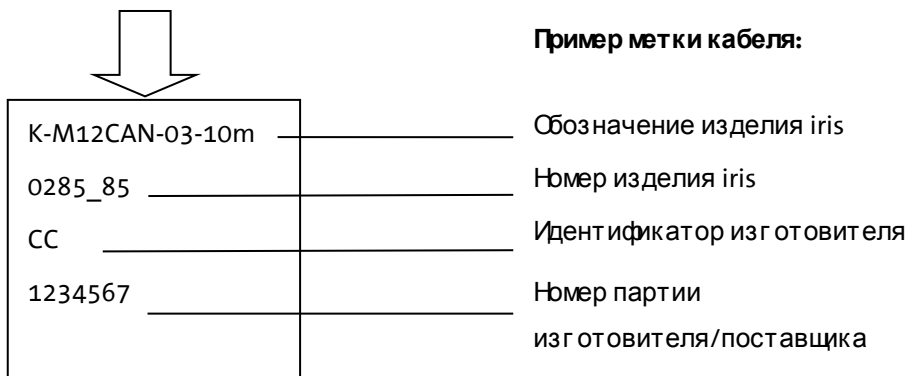 Пример метки кабеля:
K-M12CAN-03-10m
Обозначение изделия iris
0285_85
Номер изделия iris
CC
Идентификатор изготовителя
1234567
Номер партии
изготовителя/поставщика